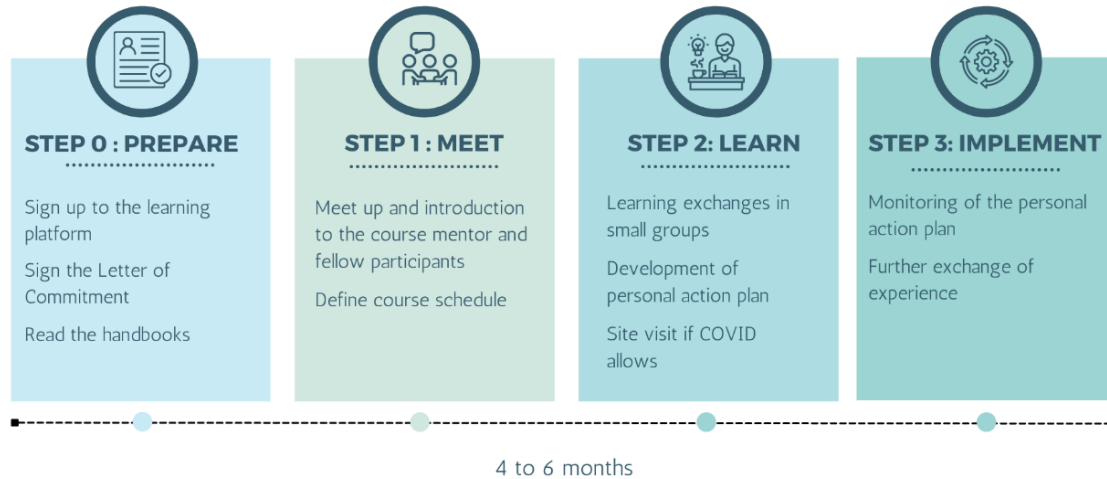 STEP 0 : PREPARE
Sign up to the learning
platform
Sign the Letter of
Commitment
Read the handbooks
STEP 1 : MEET
Meet up and introduction
to the course mentor and
fellow participants
Define course schedule
STEP 2: LEARN
Learning exchanges in
small groups
Development of
personal action plan
Site visit if COVID
allows
STEP 3: IMPLEMENT
Monitoring of the personal
action plan
Further exchange of
experience
4 to 6 months